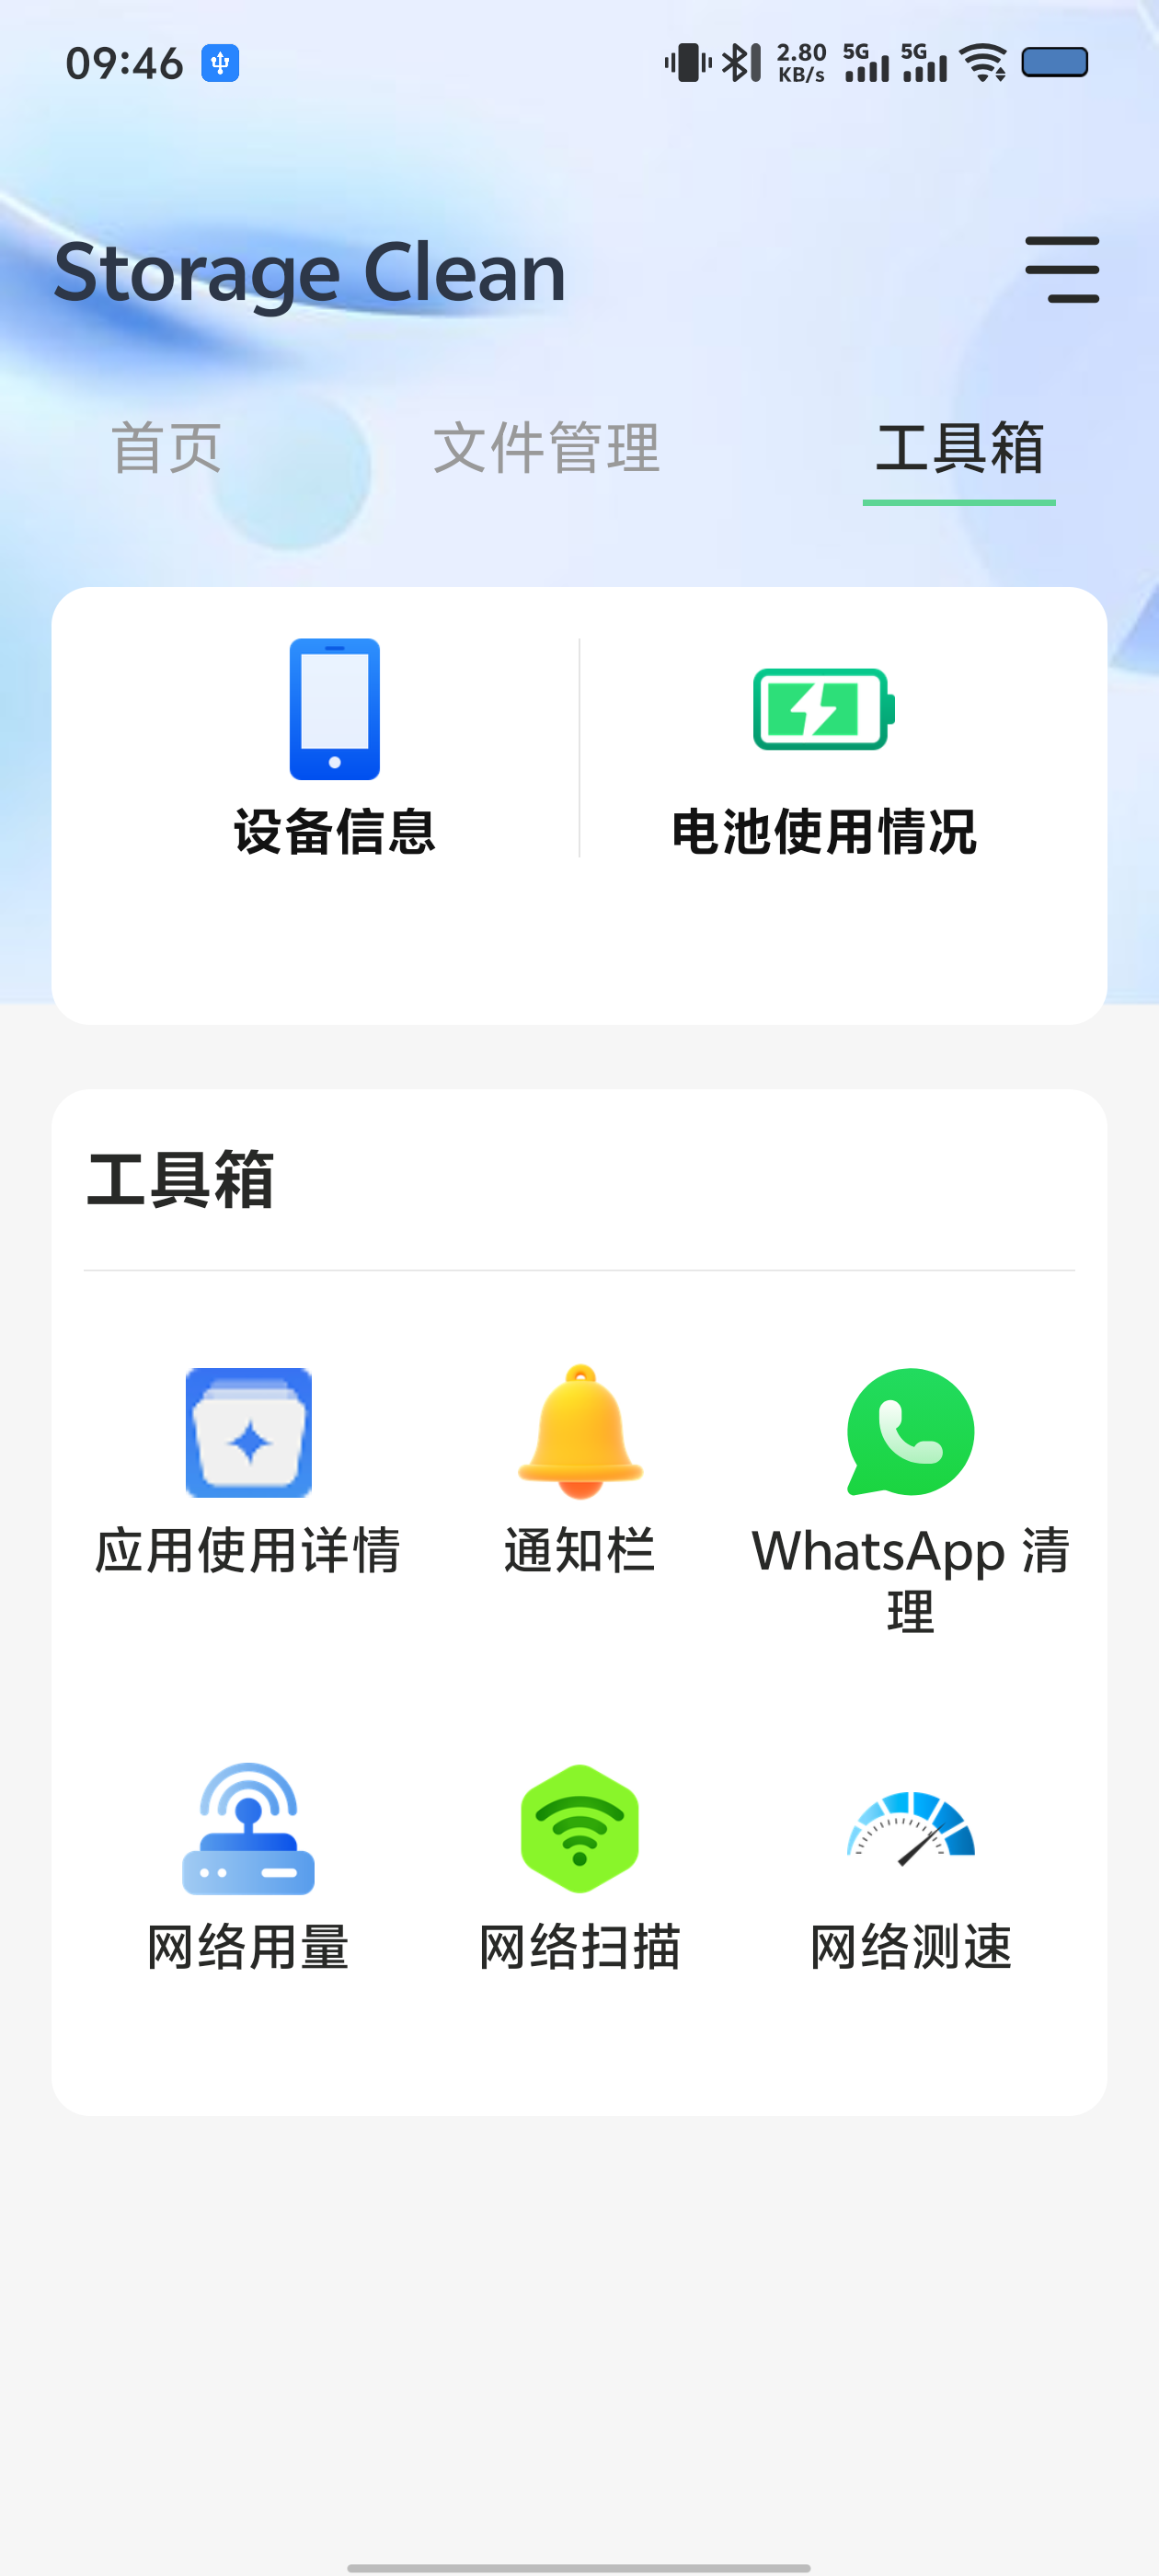 09:46
2.80
KB/s
5G
5G
Storage Clean
首页
文件管理
工具箱
设备信息
电池使用情况
工具箱
应用使用详情
通知栏
WhatsApp 清
理
网络用量
网络扫描
网络测速